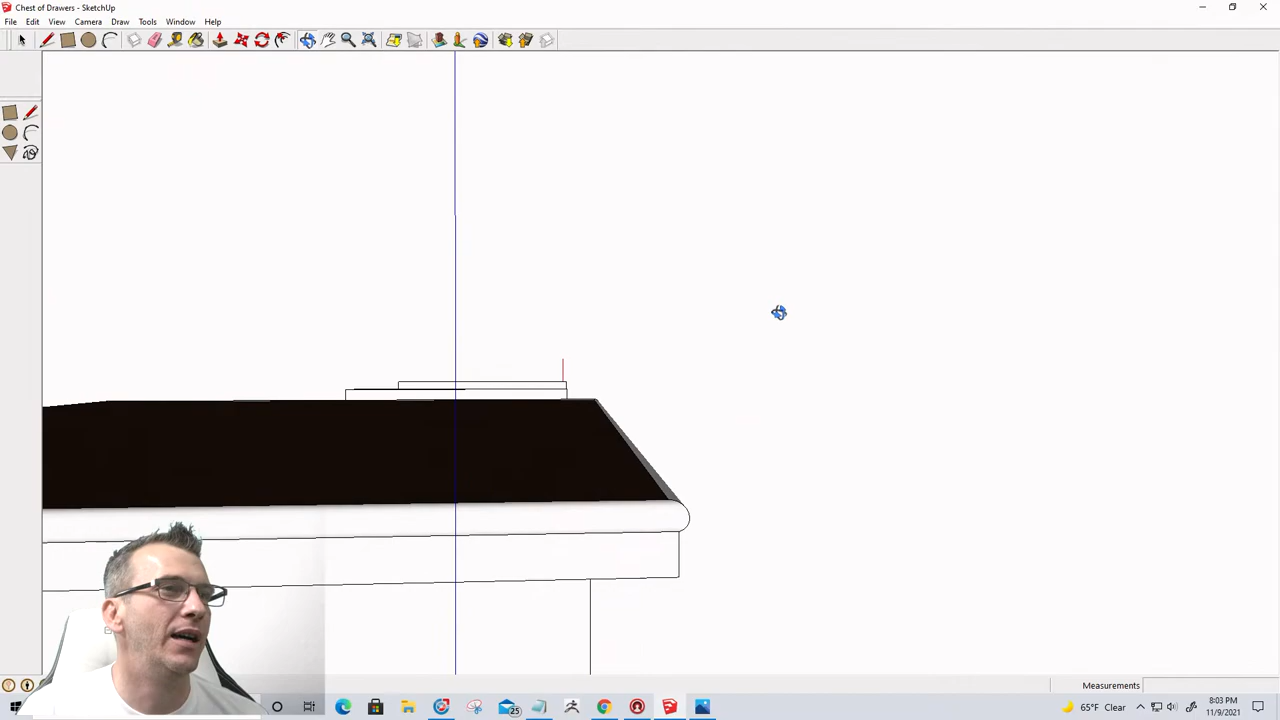 Chest of Drawers - SketchUp
File Edit View Camera Draw Tools Window Help
Measurements
25
65°F Clear
8:03 PM
11/9/2021